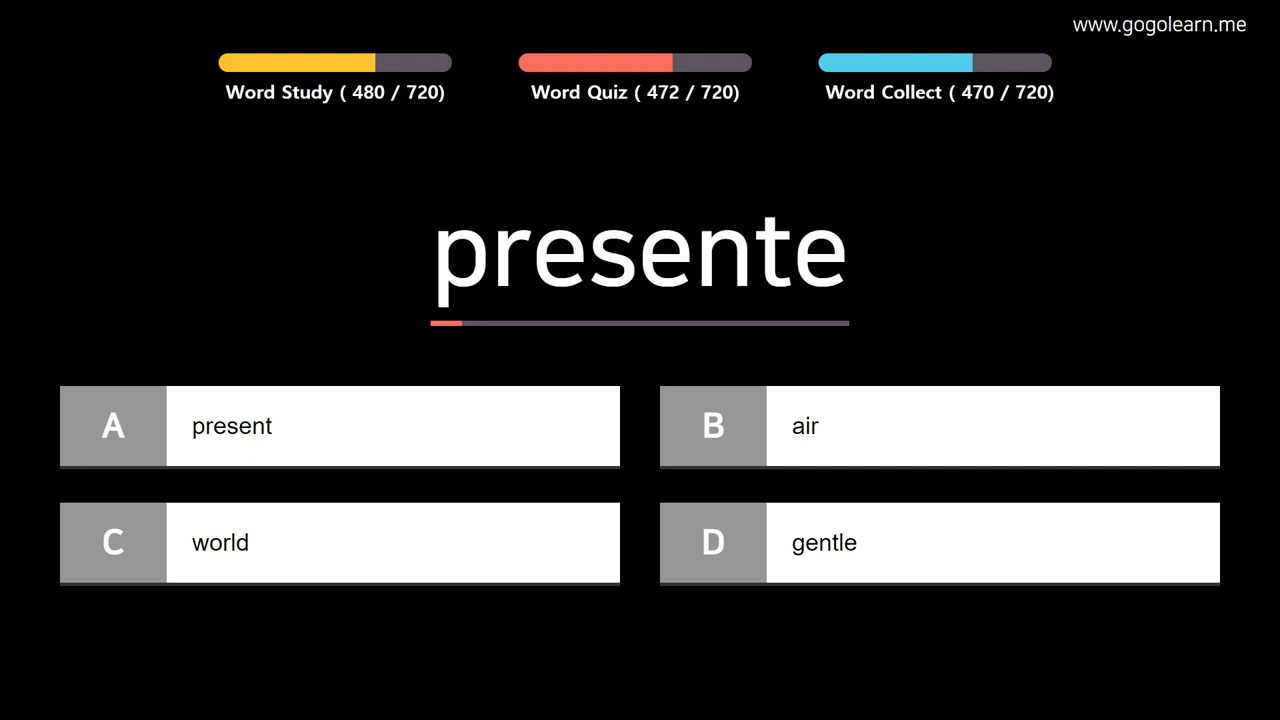 www.gogolearn.me
Word Study ( 480 / 720)
Word Quiz ( 472 / 720)
Word Collect ( 470 / 720)
presente
A present
B air
C world
D gentle